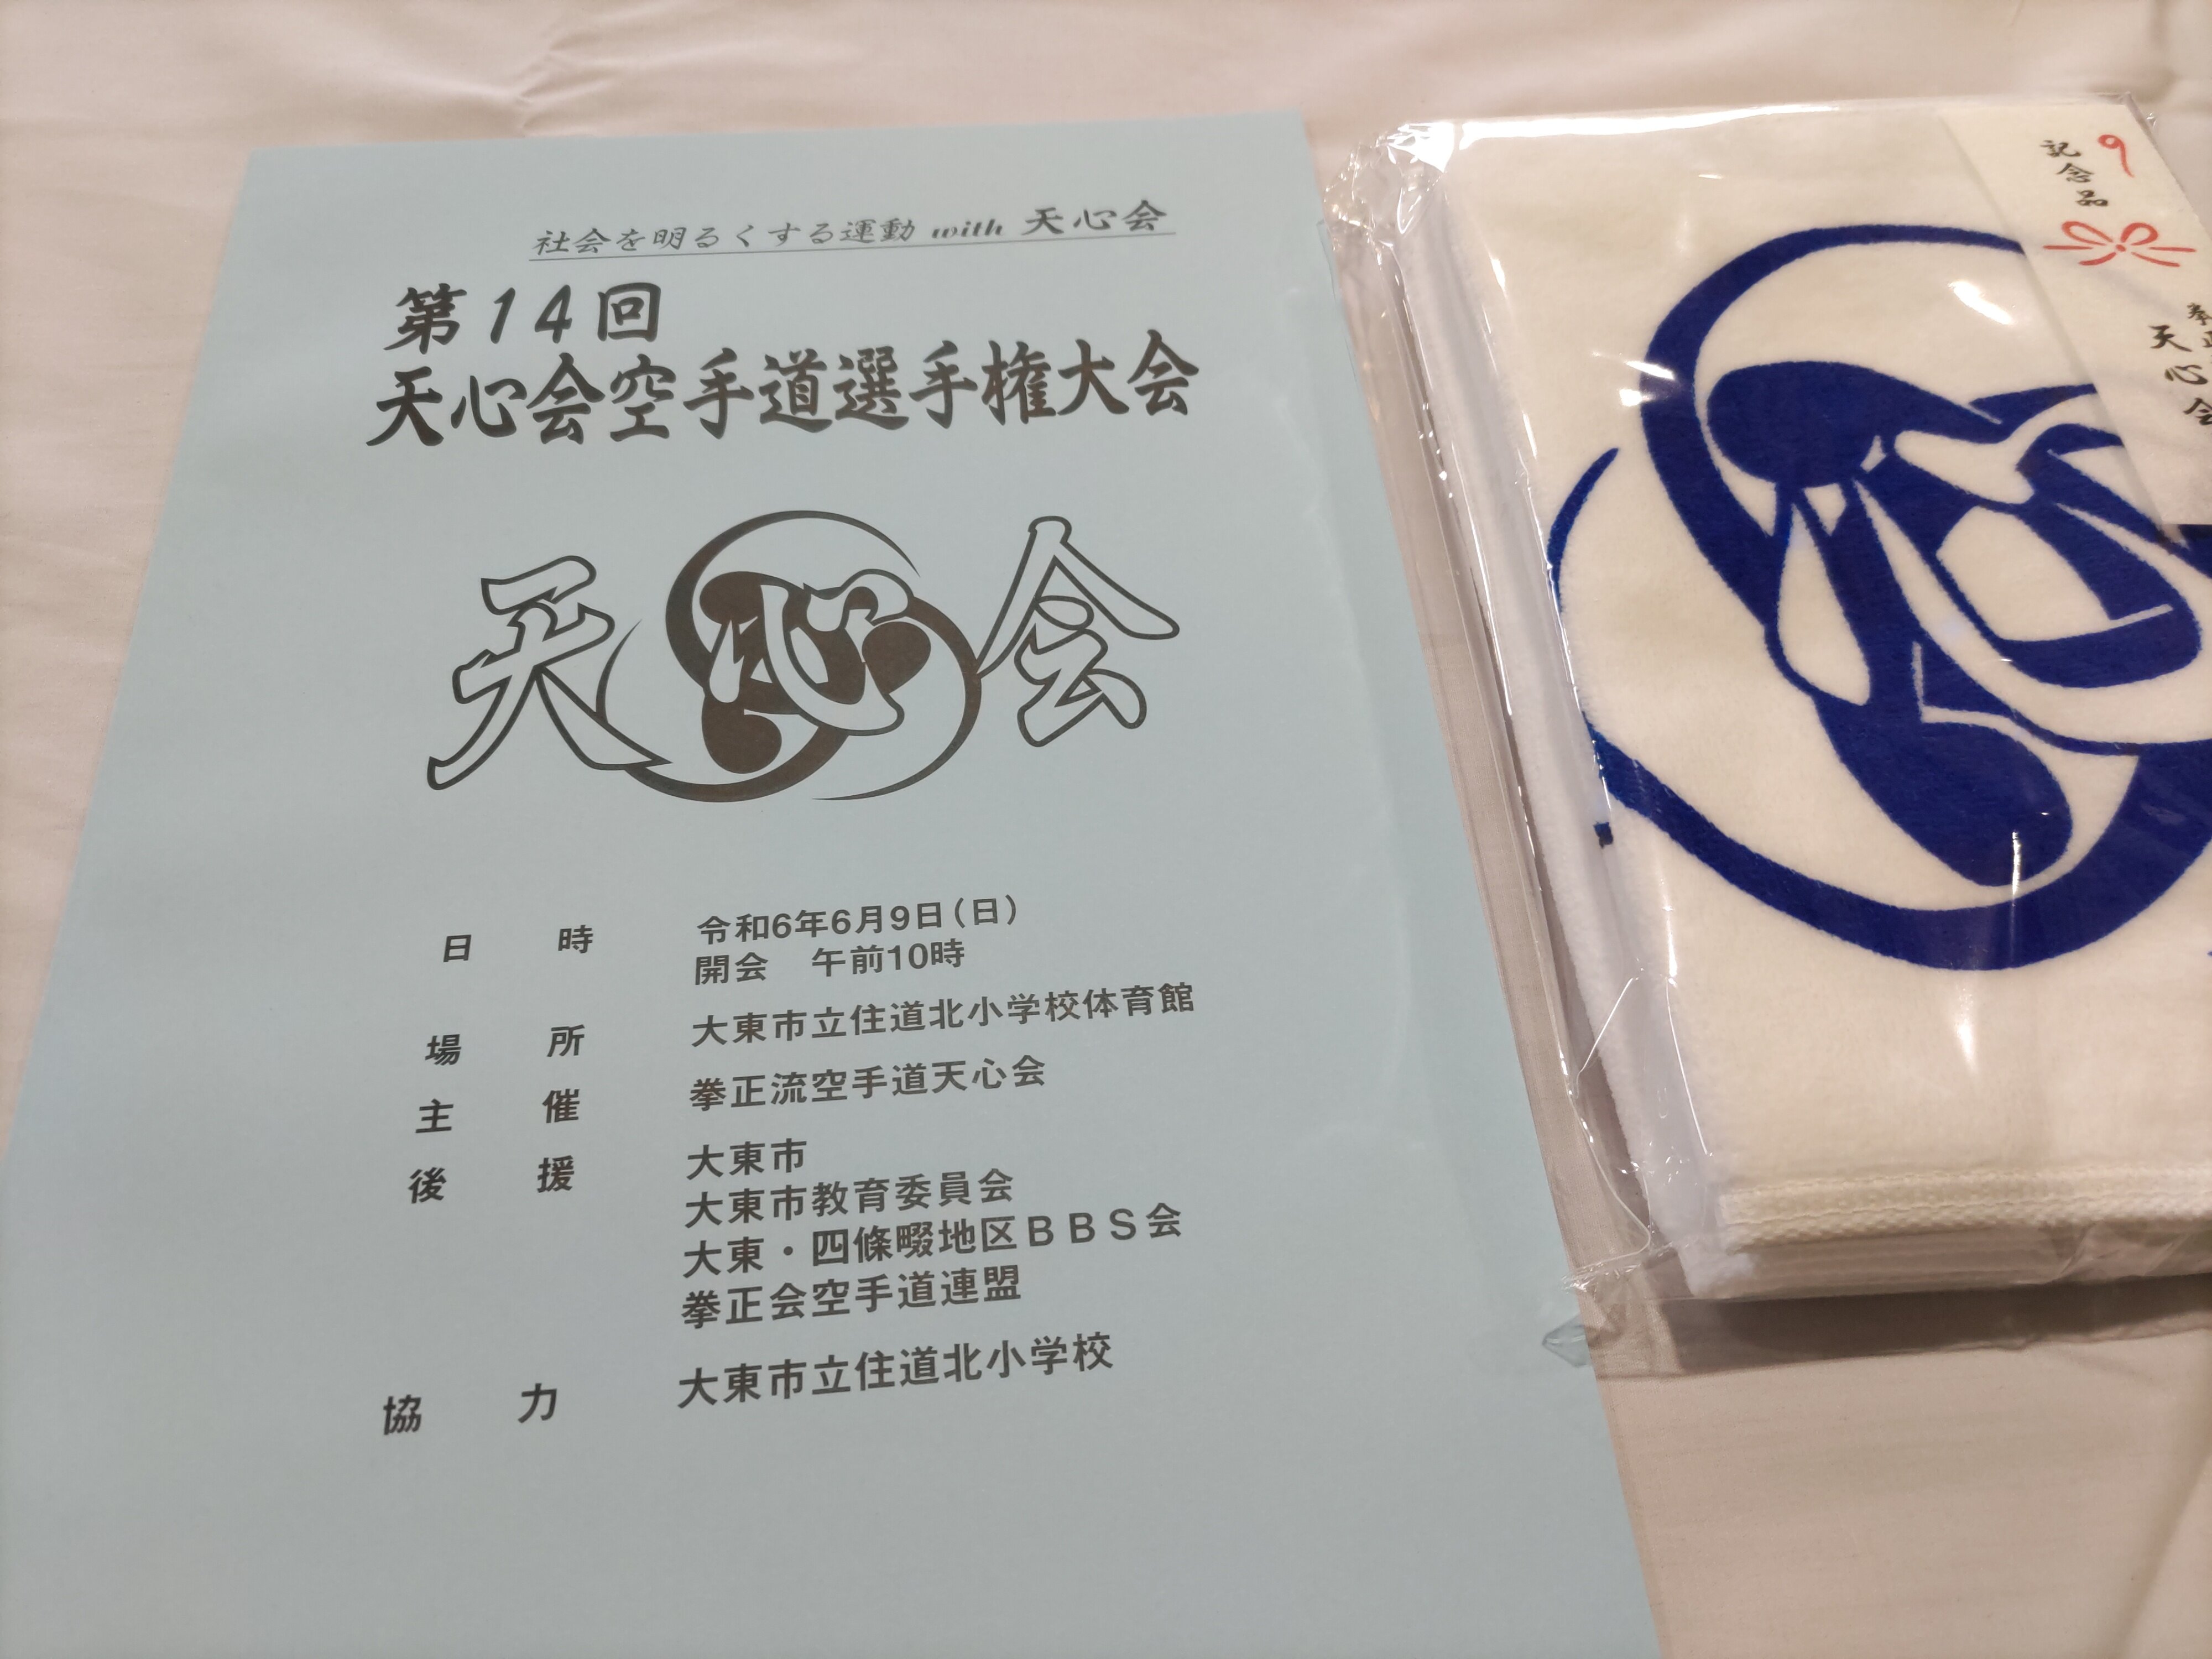 社会を明るくする運動 with 天心会
第14回
天心会空手道選手権大会
天心会
日時 令和6年6月9日(日)
開会 午前10時
場所 大東市立住道北小学校体育館
主催 拳正流空手道天心会
後援 大東市
大東市教育委員会
大東・四條畷地区BBS会
拳正会空手道連盟
協力 大東市立住道北小学校
記念品
天心会
心